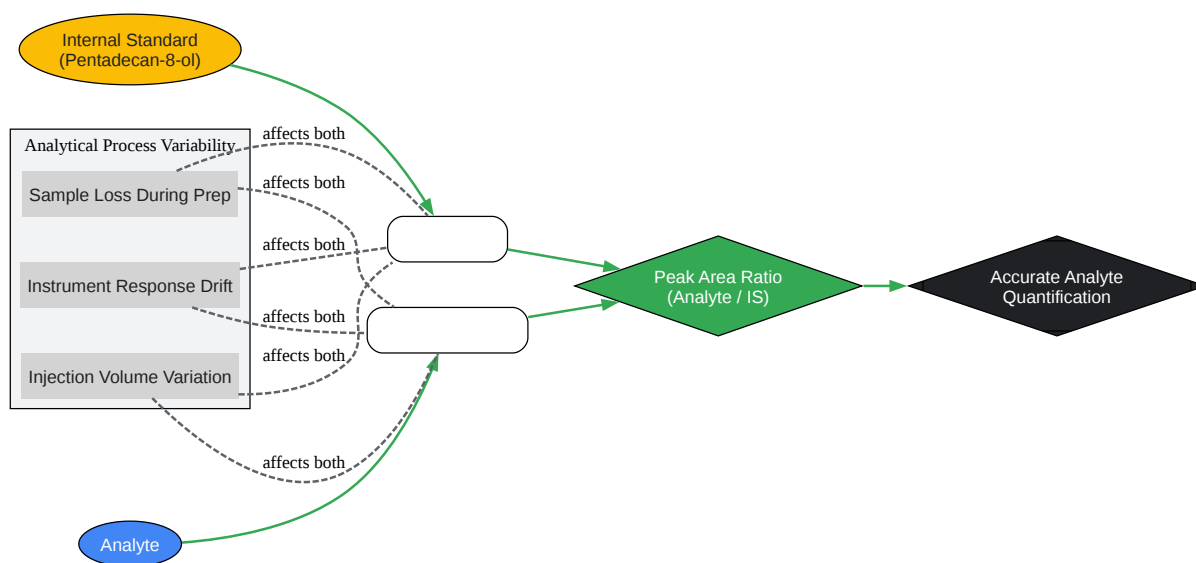 Internal Standard
(Pentadecan-8-ol)
Analytical Process Variability
affects both
Sample Loss During Prep
affects both
affects both
Instrument Response Drift
affects both
affects both
Injection Volume Variation
affects both
Analyte
Peak Area Ratio
(Analyte / IS)
Accurate Analyte
Quantification